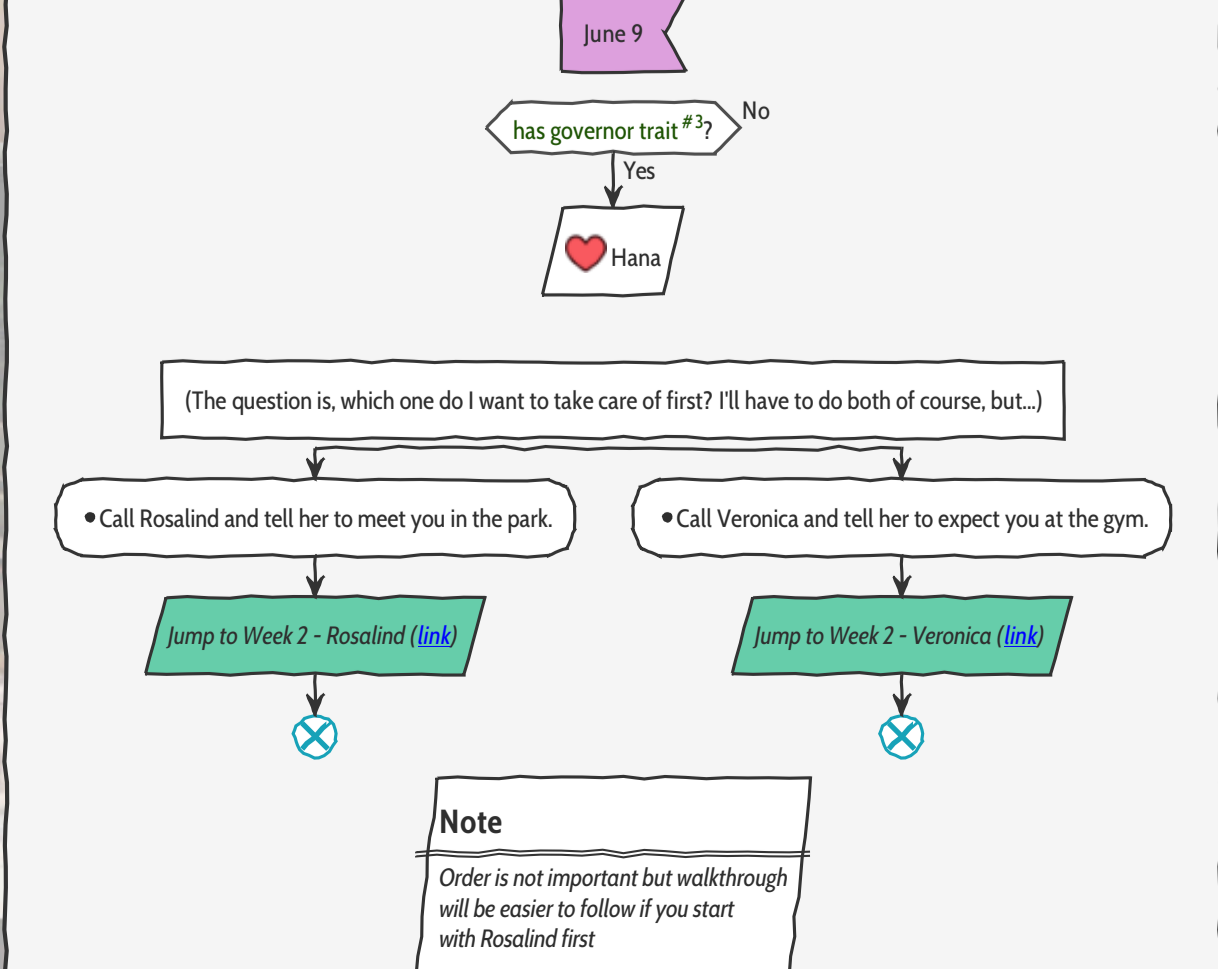 June 9
has governor trait #3?
No
Yes
Hana
(The question is, which one do I want to take care of first? I'll have to do both of course, but...)
•Call Rosalind and tell her to meet you in the park.
•Call Veronica and tell her to expect you at the gym.
Jump to Week 2 - Rosalind (link)
Jump to Week 2 - Veronica (link)
Note
Order is not important but walkthrough
will be easier to follow if you start
with Rosalind first